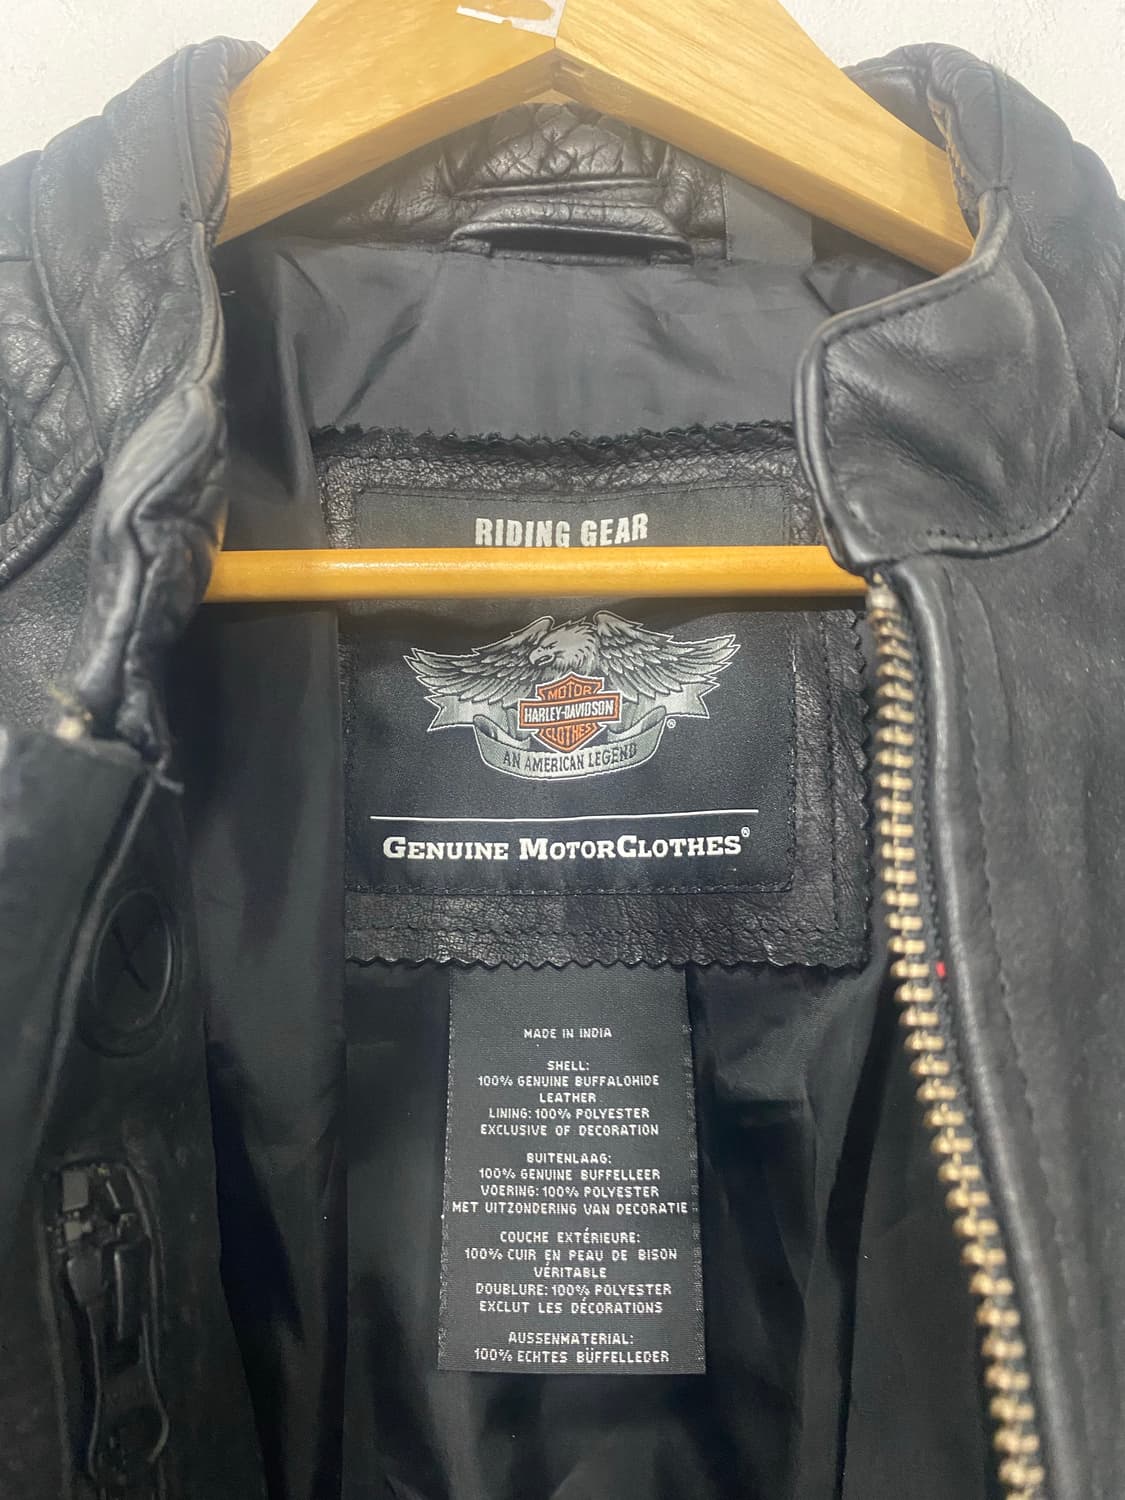 RIDING GEAR
MOTOR
HARLEY-DAVIDSON
CLOTHES
®
AN AMERICAN LEGEND
GENUINE MOTORCLOTHES®
MADE IN INDIA
SHELL:
100% GENUINE BUFFALOHIDE
LEATHER
LINING: 100% POLYESTER
EXCLUSIVE OF DECORATION
BUITENLAAG:
100% GENUINE BUFFELLEER
VOERING: 100% POLYESTER
MET UITZONDERING VAN DECORATIE
COUCHE EXTÉRIEURE:
100% CUIR EN PEAU DE BISON
VÉRITABLE
DOUBLURE: 100% POLYESTER
EXCLUT LES DÉCORATIONS
AUSSENMATERIAL:
100% ECHTES BÜFFELLEDER